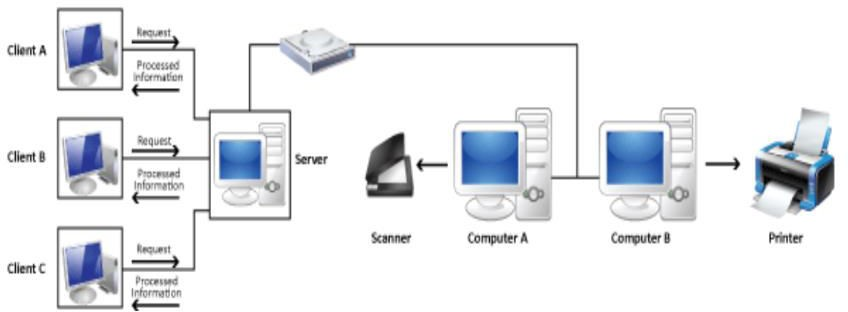 Client A
Request
Processed
Information
Client B
Request
Processed
Information
Client C
Request
Processed
Information
Server
Scanner
Computer A
Computer B
Printer